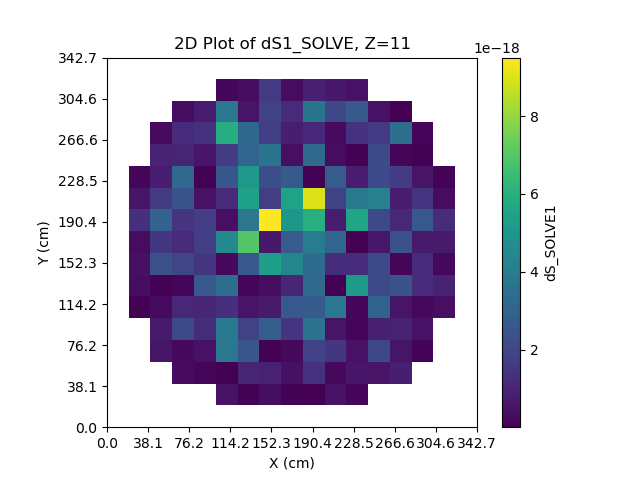 2D Plot of dS1_SOLVE, Z=11
1e−18
342.7
304.6
266.6
228.5
190.4
152.3
114.2
76.2
38.1
0.0
Y (cm)
0.0 38.1 76.2 114.2 152.3 190.4 228.5 266.6 304.6 342.7
X (cm)
8
6
4
2
dS_SOLVE1